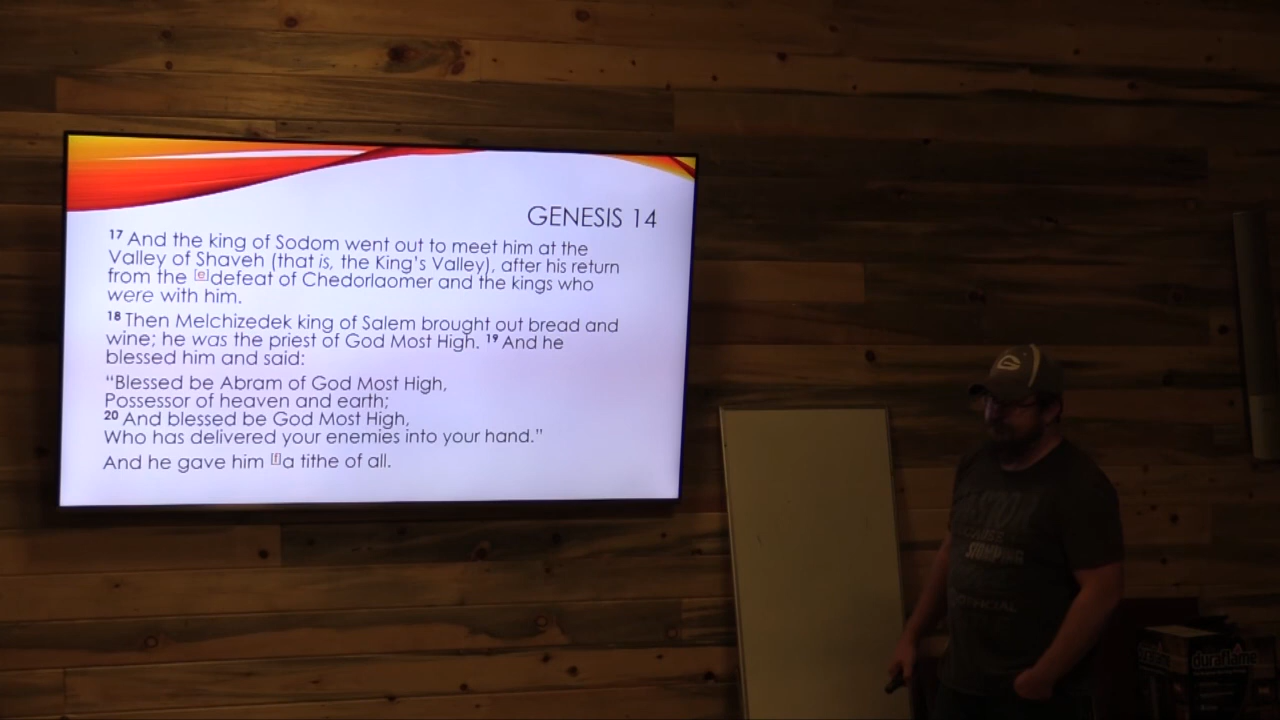 GENESIS 14
17 And the king of Sodom went out to meet him at the
Valley of Shaveh (that is, the King's Valley), after his return
from the [e]defeat of Chedorlaomer and the kings who
were with him.
18 Then Melchizedek king of Salem brought out bread and
wine; he was the priest of God Most High. 19 And he
blessed him and said:
"Blessed be Abram of God Most High,
Possessor of heaven and earth;
20 And blessed be God Most High,
Who has delivered your enemies into your hand."
And he gave him [f]a tithe of all.
duraflame